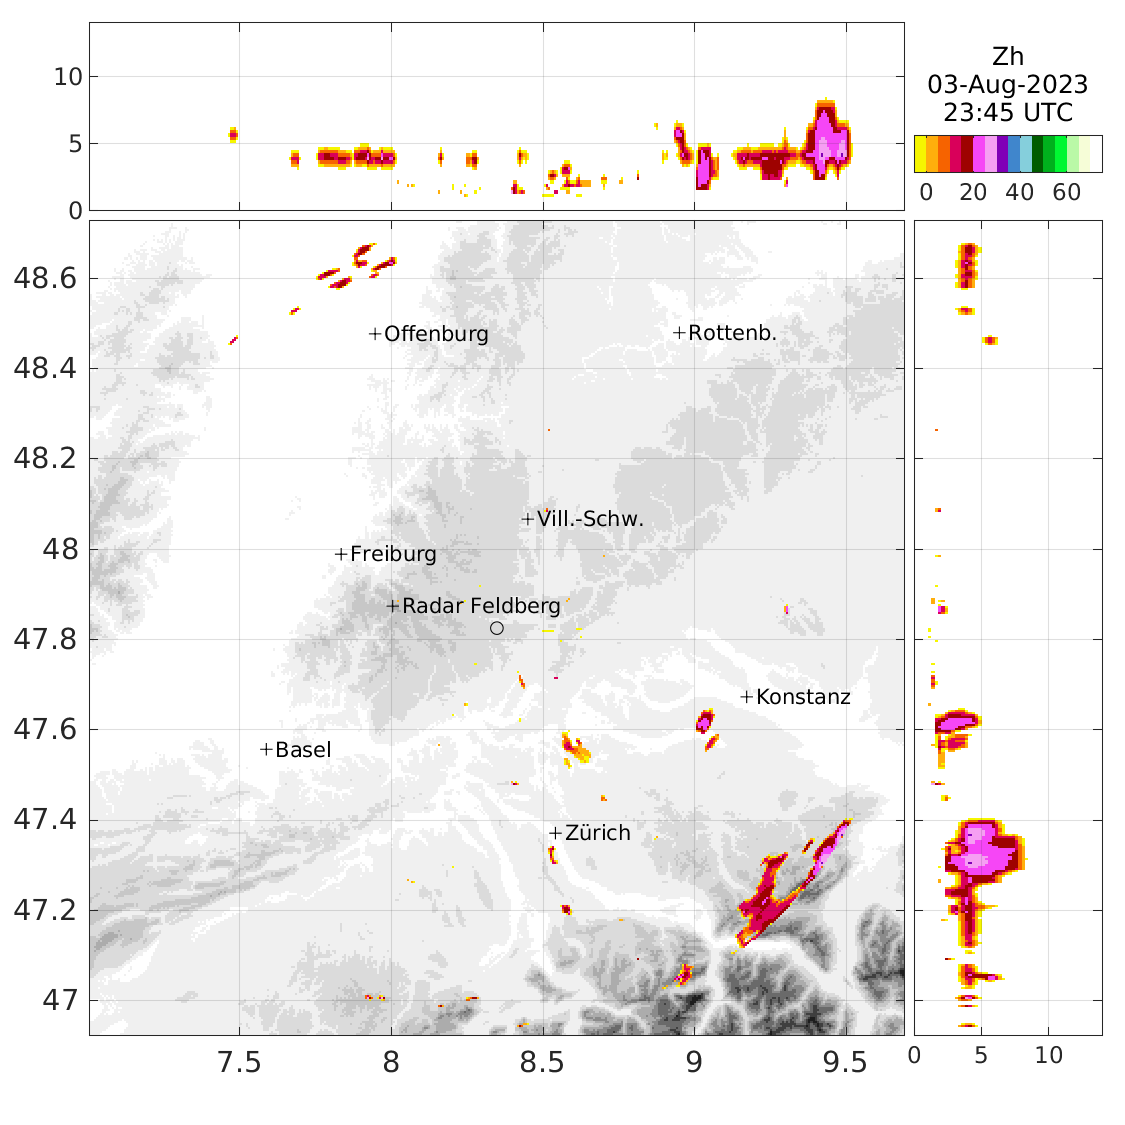 10
5
0
Zh
03-Aug-2023
23:45 UTC
0 20 40 60
48.6
48.4
48.2
48
47.8
47.6
47.4
47.2
47
+Offenburg
+Rottenb.
+Vill.-Schw.
+Freiburg
+Radar Feldberg
+Konstanz
+Basel
+Zürich
7.5 8 8.5 9 9.5
0 5 10